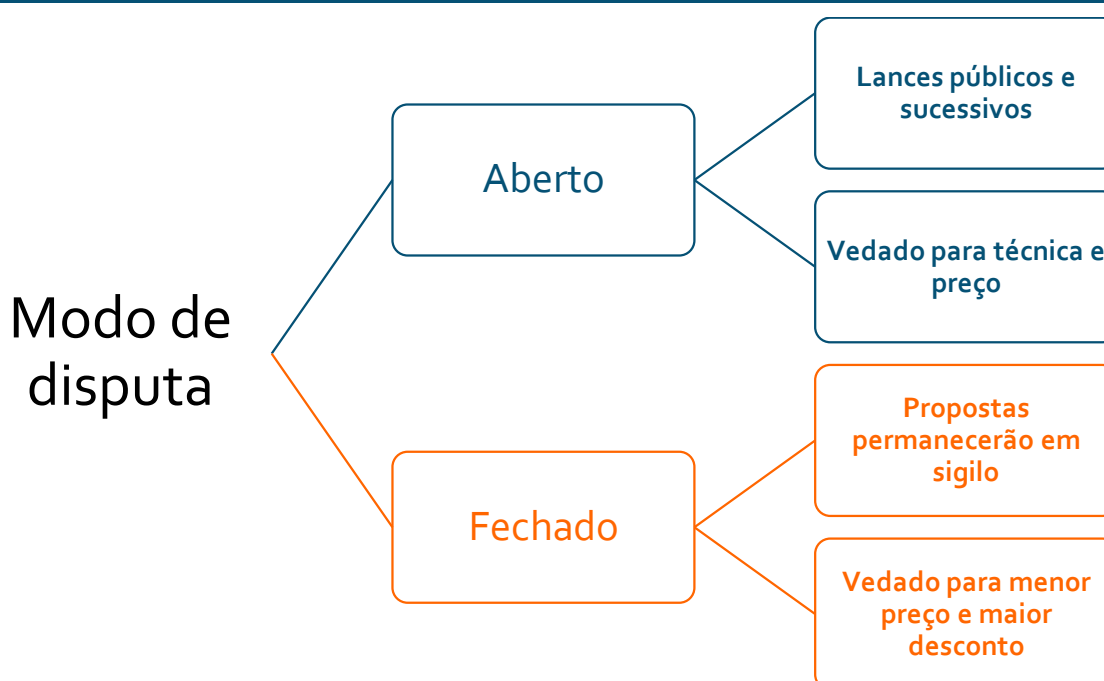 Modo de
disputa
Aberto
Lances públicos e
sucessivos
Vedado para técnica e
preço
Fechado
Propostas
permanecerão em
sigilo
Vedado para menor
preço e maior
desconto